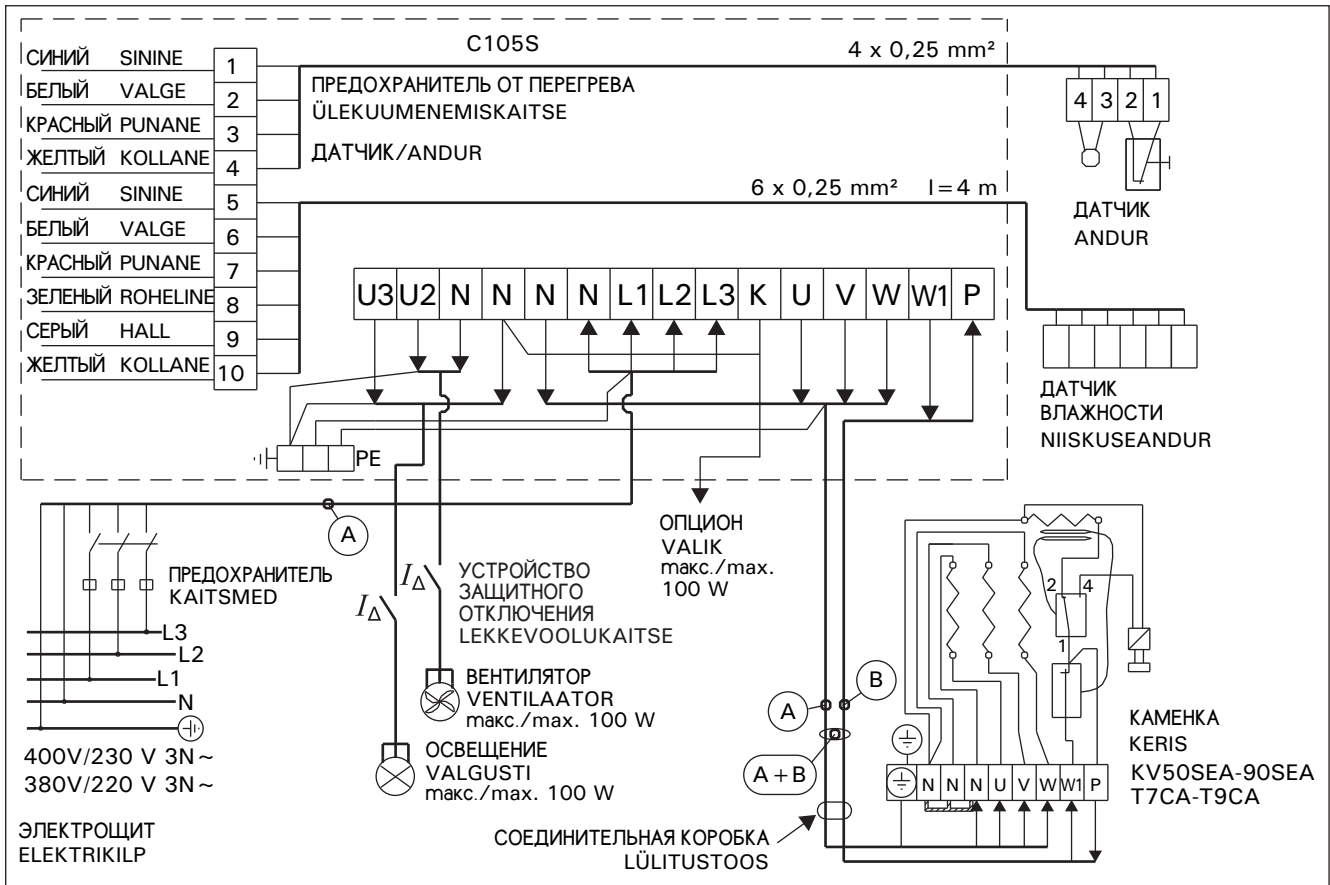 C105S
4 x 0,25 mm²
СИНИЙ SININE 1
БЕЛЫЙ VALGE 2
КРАСНЫЙ PUNANE 3
ЖЕЛТЫЙ KOLLANE 4
СИНИЙ SININE 5
БЕЛЫЙ VALGE 6
КРАСНЫЙ PUNANE 7
ЗЕЛЕНЫЙ ROHELINE 8
СЕРЫЙ HALL 9
ЖЕЛТЫЙ KOLLANE 10
ПРЕДОХРАНИТЕЛЬ ОТ ПЕРЕГРЕВА
ÜLEKUUMENEMISKAITSE
ДАТЧИК/ANDUR
4 3 2 1
ДАТЧИК
ANDUR
6 x 0,25 mm² l=4 m
U3 U2 N N N N L1 L2 L3 K U V W W1 P
ДАТЧИК
ВЛАЖНОСТИ
NIISKUSEANDUR
PE
A
ОПЦИОН
VALIK
макс./max.
100 W
ПРЕДОХРАНИТЕЛЬ
KAITSMED
I∆
I∆
УСТРОЙСТВО
ЗАЩИТНОГО
ОТКЛЮЧЕНИЯ
LEKKEVOOLUKAITSE
L3
L2
L1
N
400V/230 V 3N~
380V/220 V 3N~
ВЕНТИЛЯТОР
VENTILAATOR
макс./max. 100 W
ОСВЕЩЕНИЕ
VALGUSTI
макс./max. 100 W
A
B
A+B
2 4
1
КАМЕНКА
KERIS
KV50SEA-90SEA
T7CA-T9CA
N N N U V W W1 P
СОЕДИНИТЕЛЬНАЯ КОРОБКА
LÜLITUSTOOS
ЭЛЕКТРОЩИТ
ELEKTRIKILP